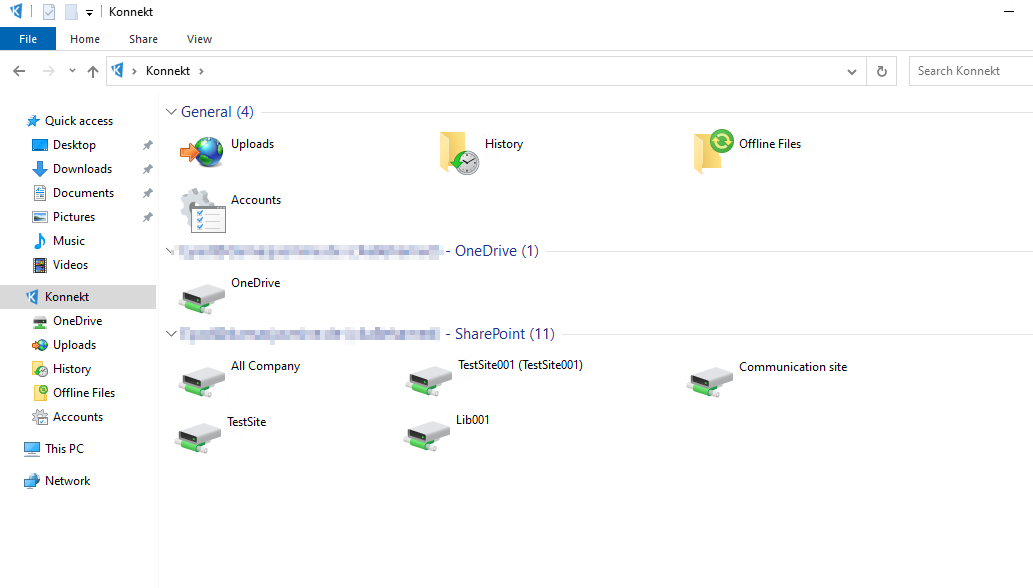 Konnekt
File Home Share View
Konnekt
Search Konnekt
Quick access
Desktop
Downloads
Documents
Pictures
Music
Videos
Konnekt
OneDrive
Uploads
History
Offline Files
Accounts
This PC
Network
General (4)
Uploads History Offline Files
Accounts
- OneDrive (1)
OneDrive
- SharePoint (11)
All Company TestSite001 (TestSite001) Communication site
TestSite Lib001